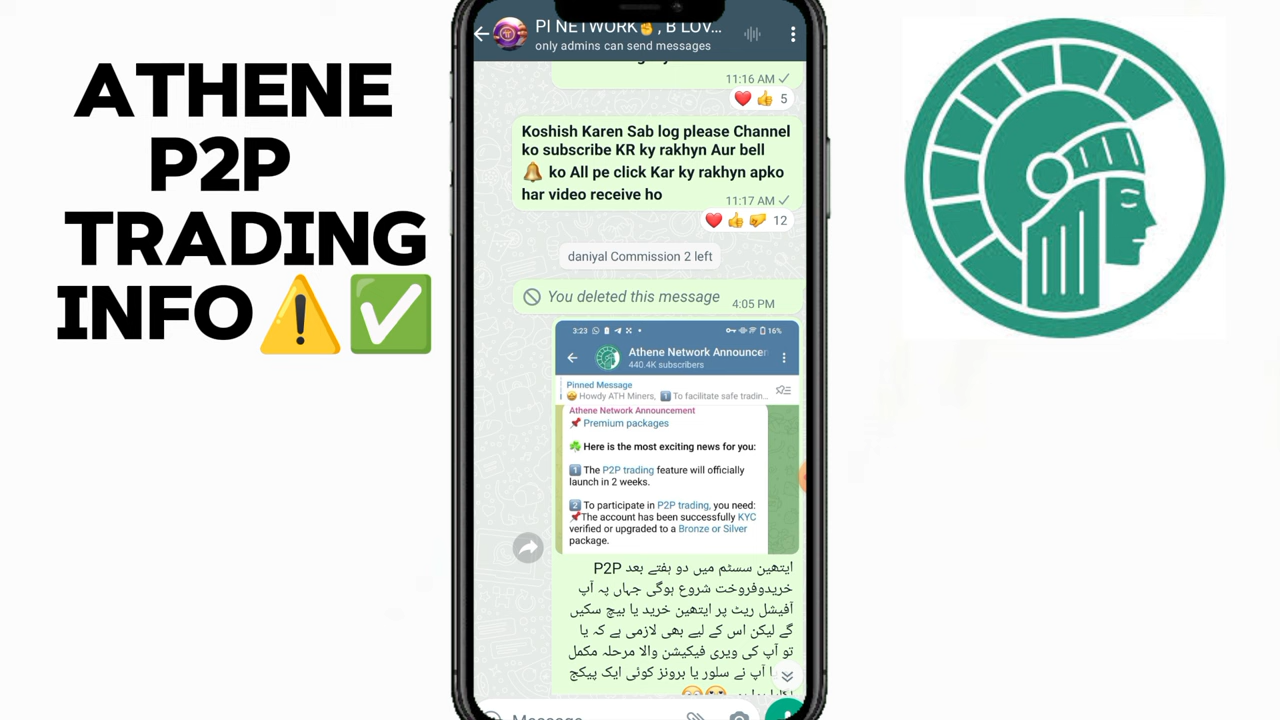 ATHENE
P2P
TRADING
INFO⚠️✅
PI NETWORK✌️, B LOV...
only admins can send messages
11:16 AM ✓
❤️👍 5
Koshish Karen Sab log please Channel
ko subscribe KR ky rakhyn Aur bell
🔔 ko All pe click Kar ky rakhyn apko
har video receive ho
11:17 AM ✓
❤️👍🤛 12
daniyal Commission 2 left
You deleted this message
4:05 PM
3:23
16%
Athene Network Announcer
440.4K subscribers
Pinned Message
😀 Howdy ATH Miners, 1️⃣ To facilitate safe tradin...
Athene Network Announcement
📌 Premium packages
🍀 Here is the most exciting news for you:
1️⃣ The P2P trading feature will officially
launch in 2 weeks.
2️⃣ To participate in P2P trading, you need:
📌The account has been successfully KYC
verified or upgraded to a Bronze or Silver
package.
ایتھین سسٹم میں دو ہفتے بعد P2P
خریدوفروخت شروع ہوگی جہاں پہ آپ
آفیشل ریٹ پر ایتھین خرید یا بیچ سکیں
گے لیکن اس کے لیے بھی لازمی ہے کہ یا
تو آپ کی ویری فیکیشن والا مرحلہ مکمل
یا آپ نے سلور یا برونز کوئی ایک پیکج
Message